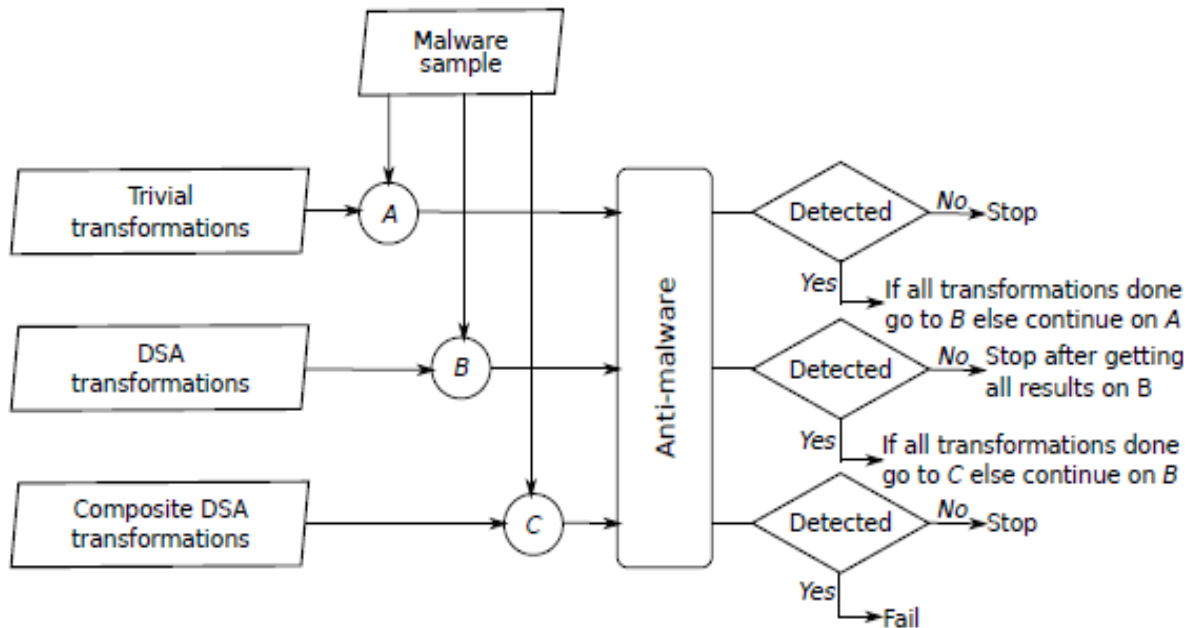 Malware
sample
Trivial
transformations
A
Detected
No
Stop
Yes
If all transformations done
go to B else continue on A
DSA
transformations
B
Anti-malware
Detected
No
Stop after getting
all results on B
Yes
If all transformations done
go to C else continue on B
Composite DSA
transformations
C
Detected
No
Stop
Yes
Fail